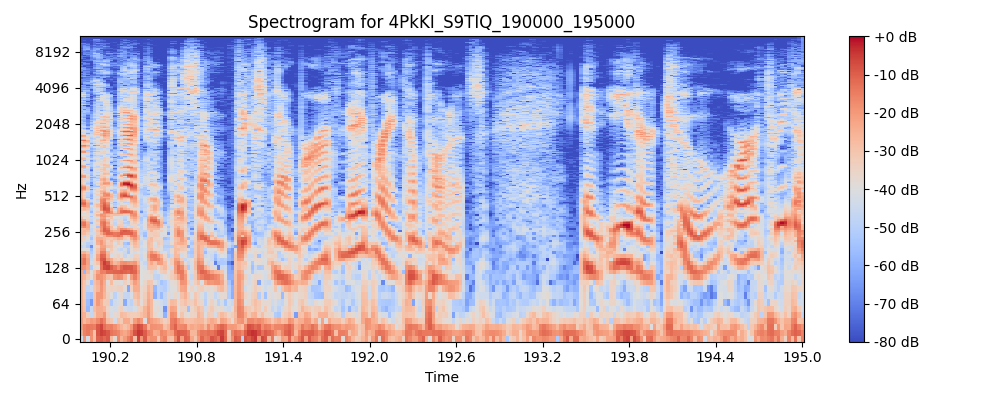 Spectrogram for 4PkKI_S9TIQ_190000_195000
8192
4096
2048
1024
512
256
128
64
0
Hz
190.2 190.8 191.4 192.0 192.6 193.2 193.8 194.4 195.0
Time
+0 dB
-10 dB
-20 dB
-30 dB
-40 dB
-50 dB
-60 dB
-70 dB
-80 dB